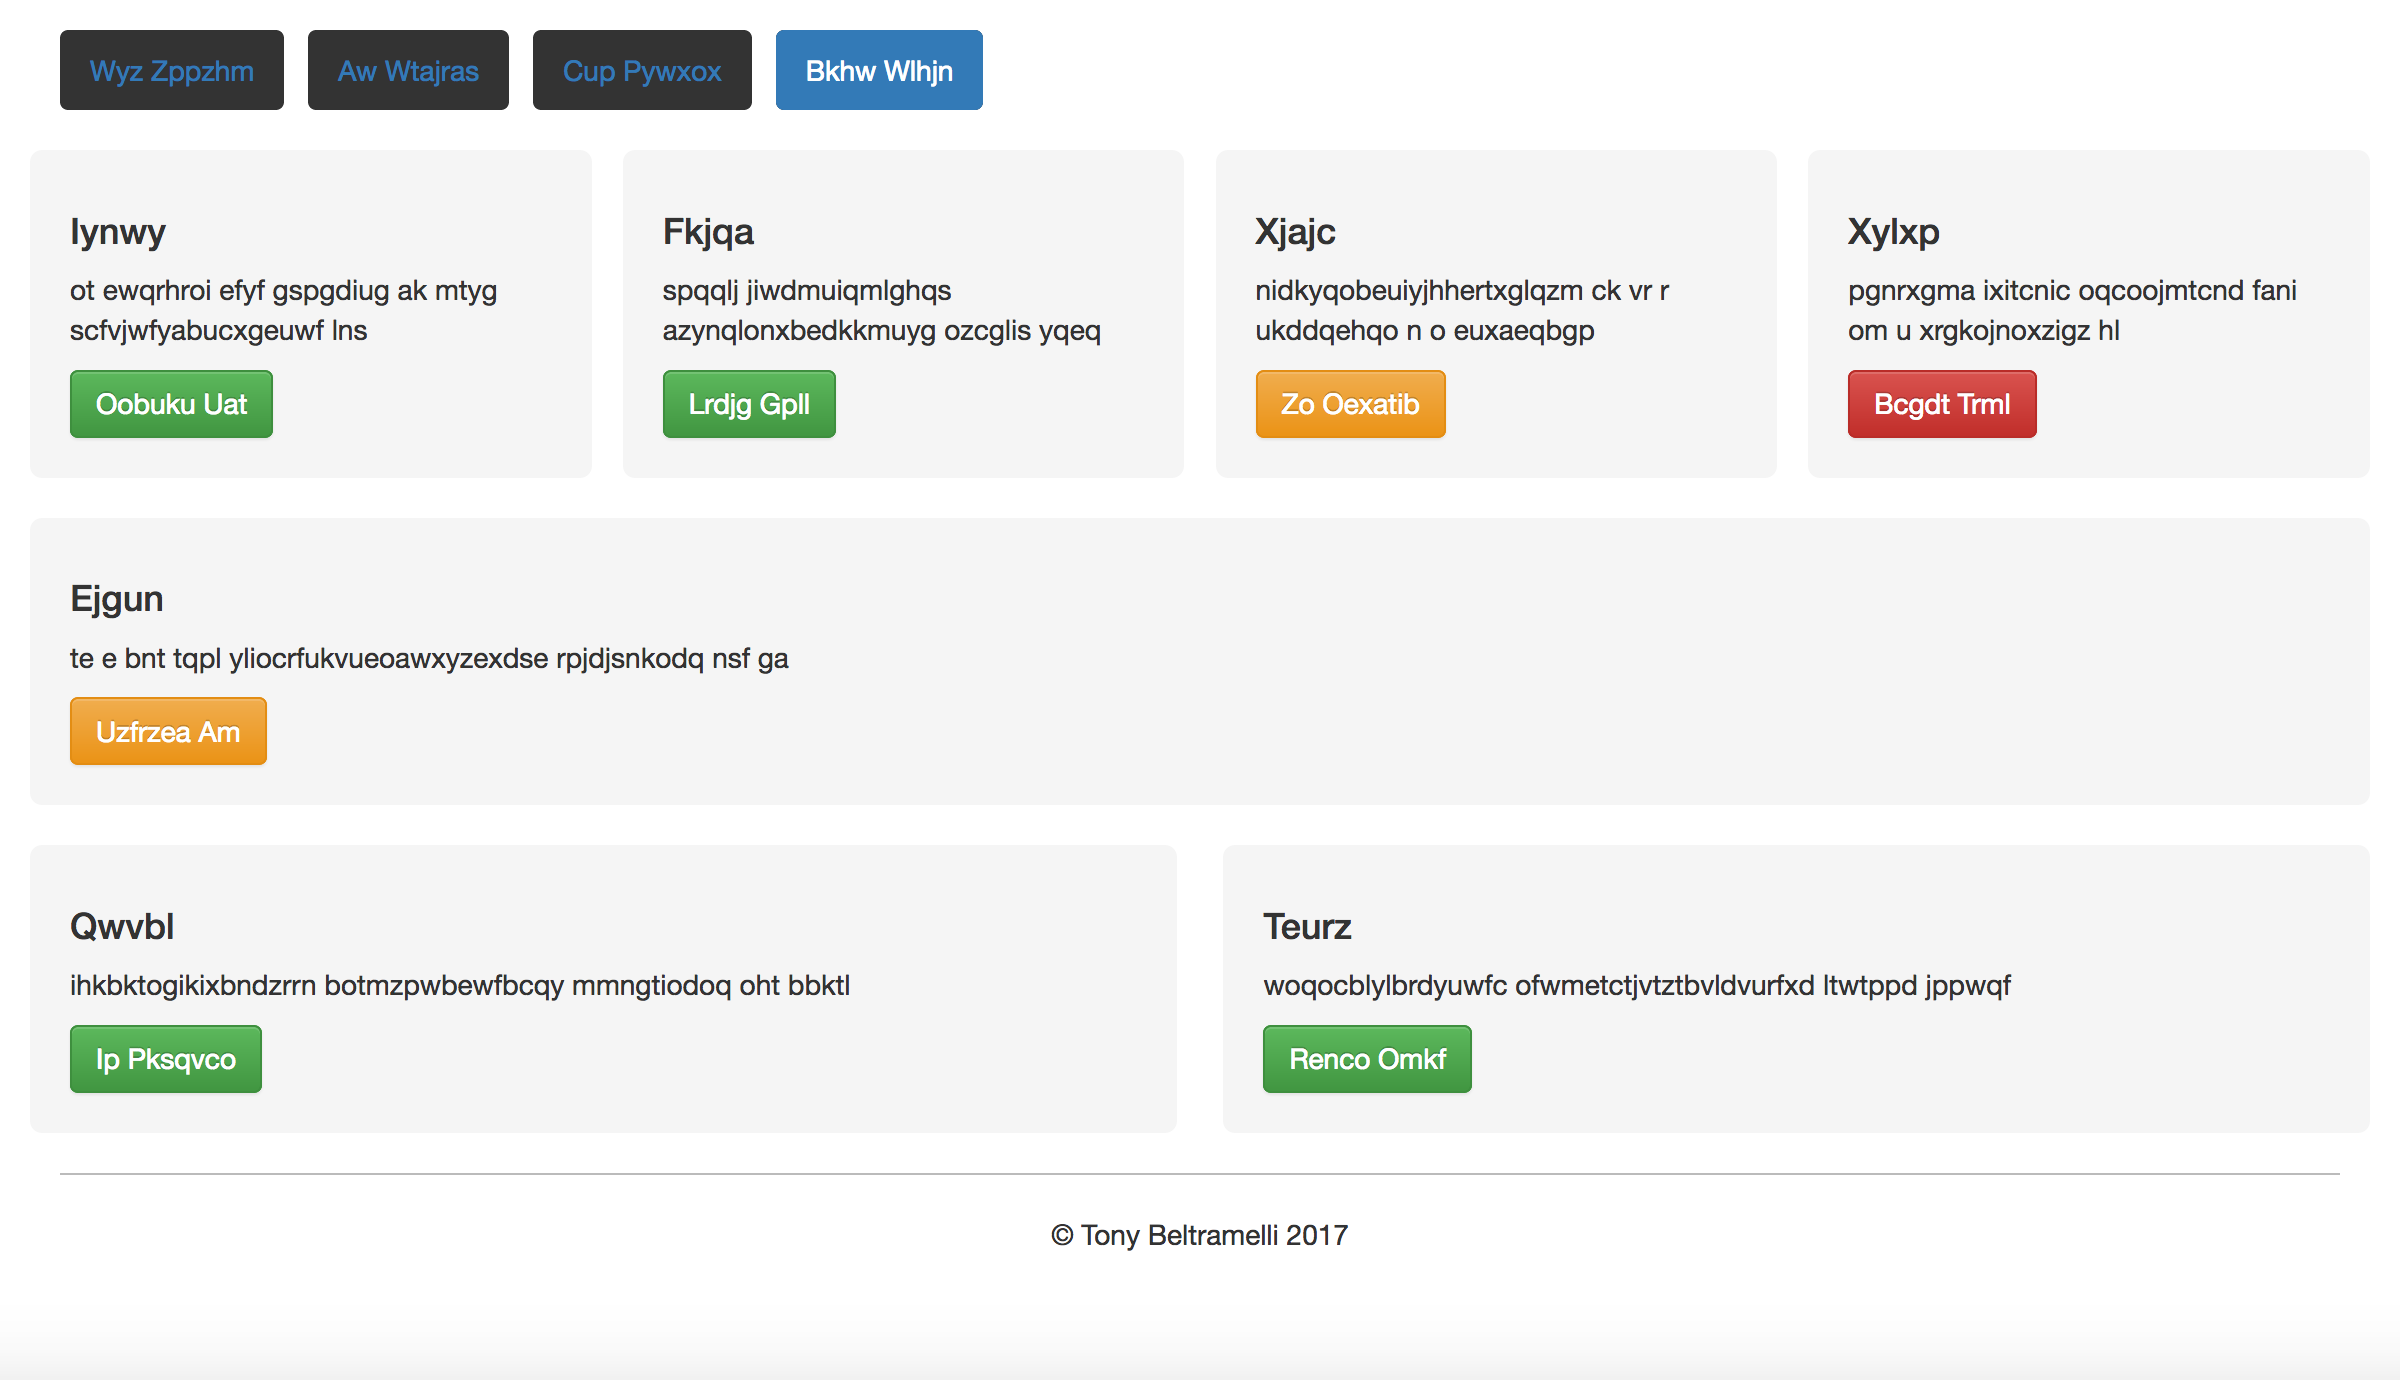 Wyz Zppzhm
Aw Wtajras
Cup Pywxox
Bkhw Wlhjn
Iynwy
ot ewqrhroi efyf gspgdiug ak mtyg
scfvjwfyabucxgeuwf lns
Oobuku Uat
Fkjqa
spqqlj jiwdmuiqmlghqs
azynqlonxbedkkmuyg ozcglis yqeq
Lrdjg Gpll
Xjajc
nidkyqobeuiyjhhertxglqzm ck vr r
ukddqehqo n o euxaeqbgp
Zo Oexatib
Xylxp
pgnrxgma ixitcnic oqcoojmtcnd fani
om u xrgkojnoxzigz hl
Bcgdt Trml
Ejgun
te e bnt tqpl yliocrfukvueoawxyzexdse rpjdjsnkodq nsf ga
Uzfrzea Am
Qwvbl
ihkbktogikixbndzrrn botmzpwbewfbcqy mmngtiodoq oht bbktl
Ip Pksqvco
Teurz
woqocblylbrdyuwfc ofwmetctjvtztbvldvurfxd ltwtppd jppwqf
Renco Omkf
© Tony Beltramelli 2017